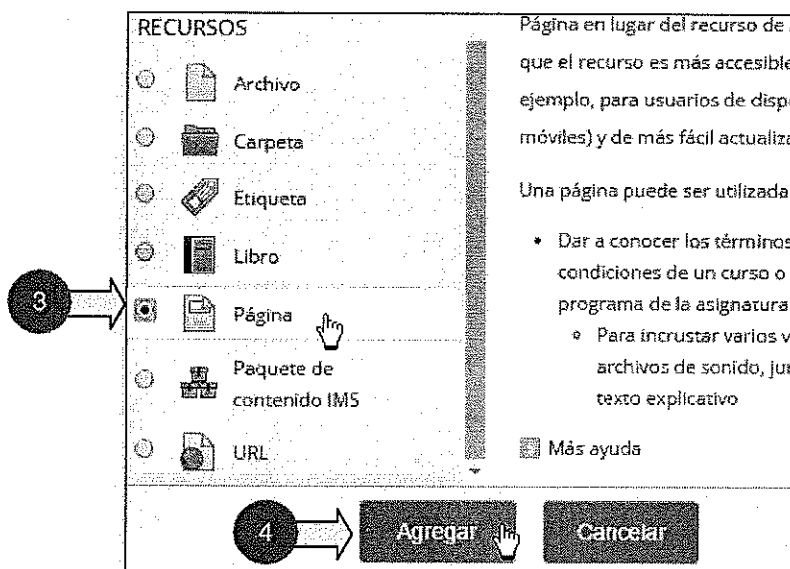 RECURSOS
Archivo
Carpeta
Etiqueta
Libro
3
Página
Paquete de
contenido IMS
URL
Página en lugar del recurso de
que el recurso es más accesible
ejemplo, para usuarios de
móviles) y de más fácil
Una página puede ser utilizada
• Dar a conocer los términos
condiciones de un curso o
programa de la asignatura
Para incrustar varios
archivos de sonido,
texto explicativo
Más ayuda
4
Agregar
Cancelar